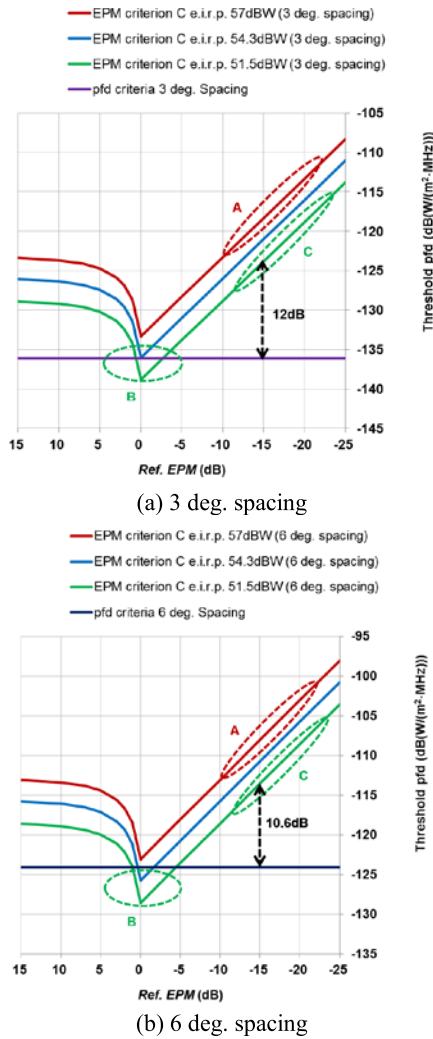 EPM criterion C e.i.r.p. 57dBW (3 deg. spacing)
EPM criterion C e.i.r.p. 54.3dBW (3 deg. spacing)
EPM criterion C e.i.r.p. 51.5dBW (3 deg. spacing)
pfd criteria 3 deg. Spacing
-105
-110
-115
-120
-125
-130
-135
-140
-145
Threshold pfd (dB(W/(m²·MHz)))
A
C
12dB
B
15 10 5 0 -5 -10 -15 -20 -25
Ref. EPM (dB)
(a) 3 deg. spacing
EPM criterion C e.i.r.p. 57dBW (6 deg. spacing)
EPM criterion C e.i.r.p. 54.3dBW (6 deg. spacing)
EPM criterion C e.i.r.p. 51.5dBW (6 deg. spacing)
pfd criteria 6 deg. Spacing
-95
-100
-105
-110
-115
-120
-125
-130
-135
Threshold pfd (dB(W/(m²·MHz)))
A
C
10.6dB
B
15 10 5 0 -5 -10 -15 -20 -25
Ref. EPM (dB)
(b) 6 deg. spacing